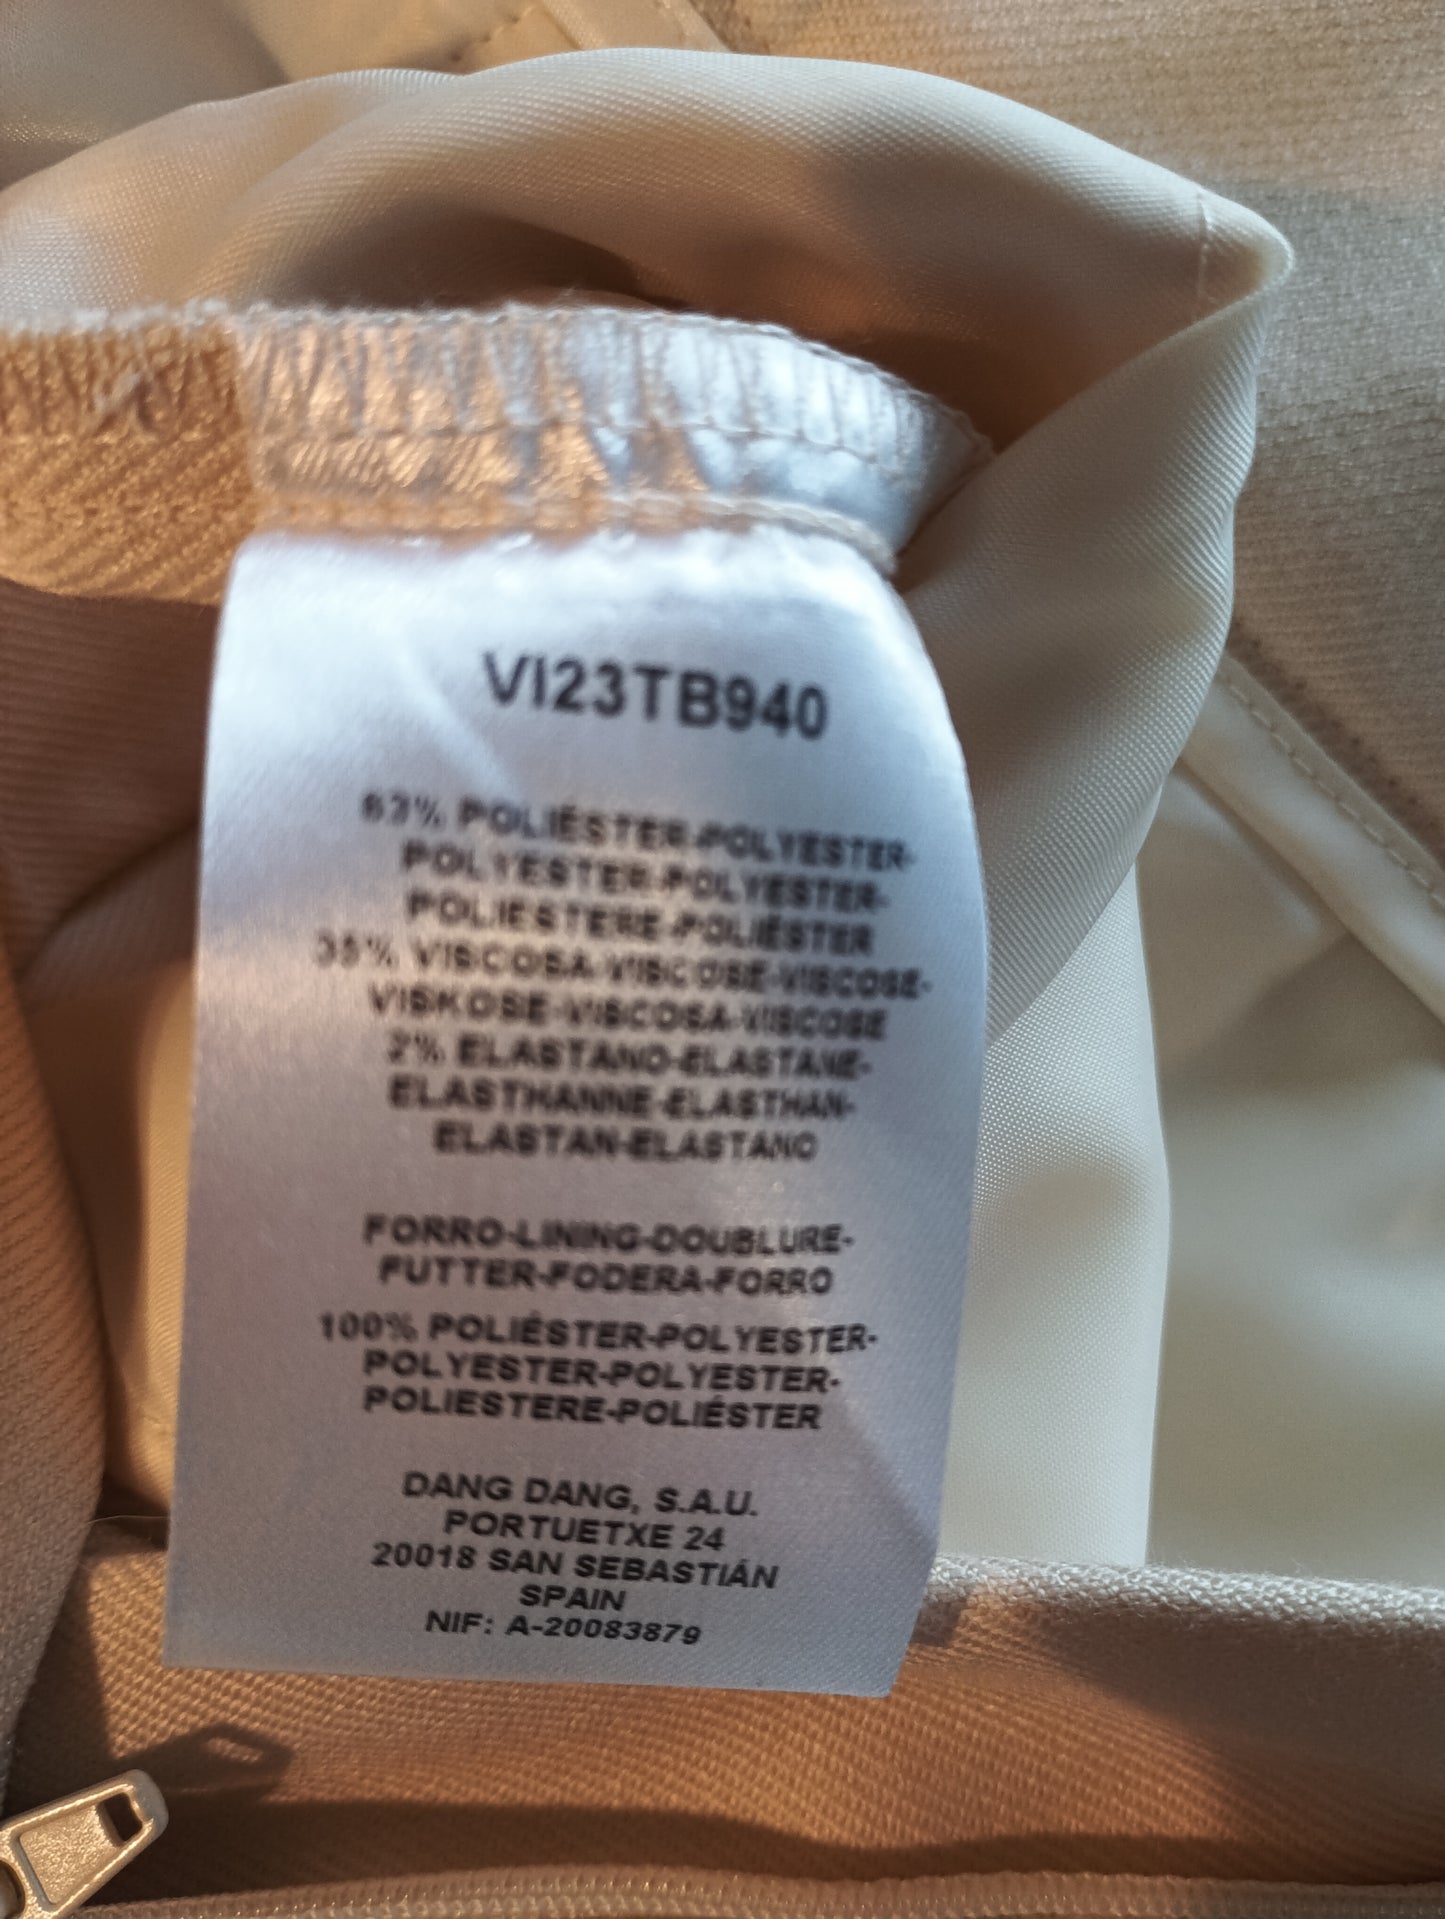 VI23TB940
63% POLIÉSTER-POLYESTER-
POLYESTER-POLYESTER-
POLIESTERE-POLIÉSTER
35% VISCOSA-VISCOSE-VISCOSE-
VISKOSE-VISCOSA-VISCOSE
2% ELASTANO-ELASTANE-
ELASTHANNE-ELASTHAN-
ELASTAN-ELASTANO
FORRO-LINING-DOUBLURE-
FUTTER-FODERA-FORRO
100% POLIÉSTER-POLYESTER-
POLYESTER-POLYESTER-
POLIESTERE-POLIÉSTER
DANG DANG, S.A.U.
PORTUETXE 24
20018 SAN SEBASTIÁN
SPAIN
NIF: A-20083879